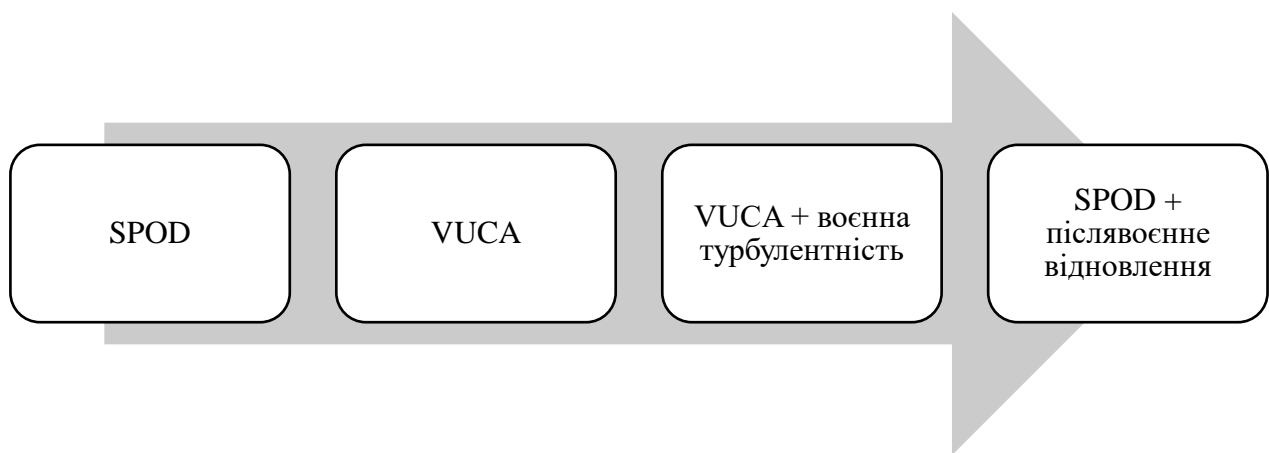 SPOD
VUCA
VUCA + воєнна
турбулентність
SPOD +
післявоєнне
відновлення